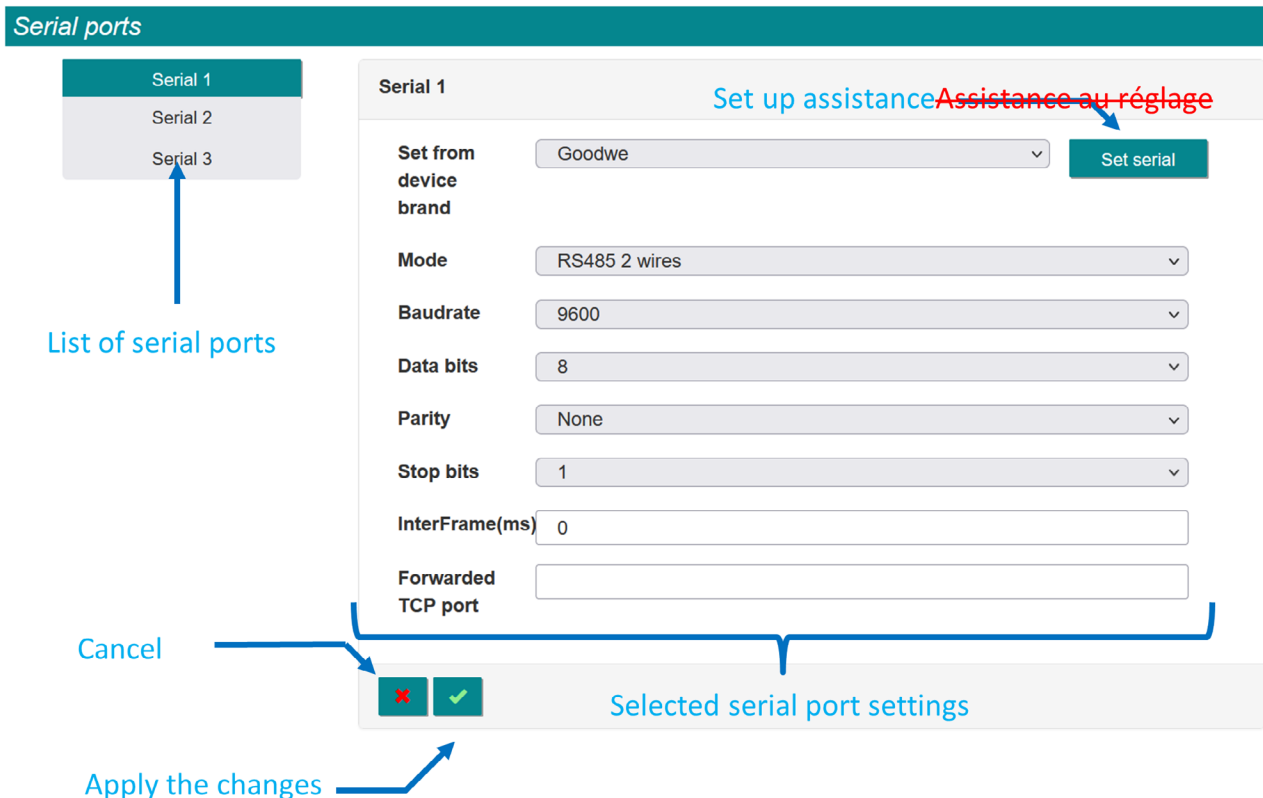 Serial ports
Serial 1
Serial 2
Serial 3
List of serial ports
Serial 1
Set up assistanceAssistance au réglage
Set from device brand
Goodwe
Set serial
Mode
RS485 2 wires
Baudrate
9600
Data bits
8
Parity
None
Stop bits
1
InterFrame(ms)
0
Forwarded TCP port
Cancel
Selected serial port settings
Apply the changes